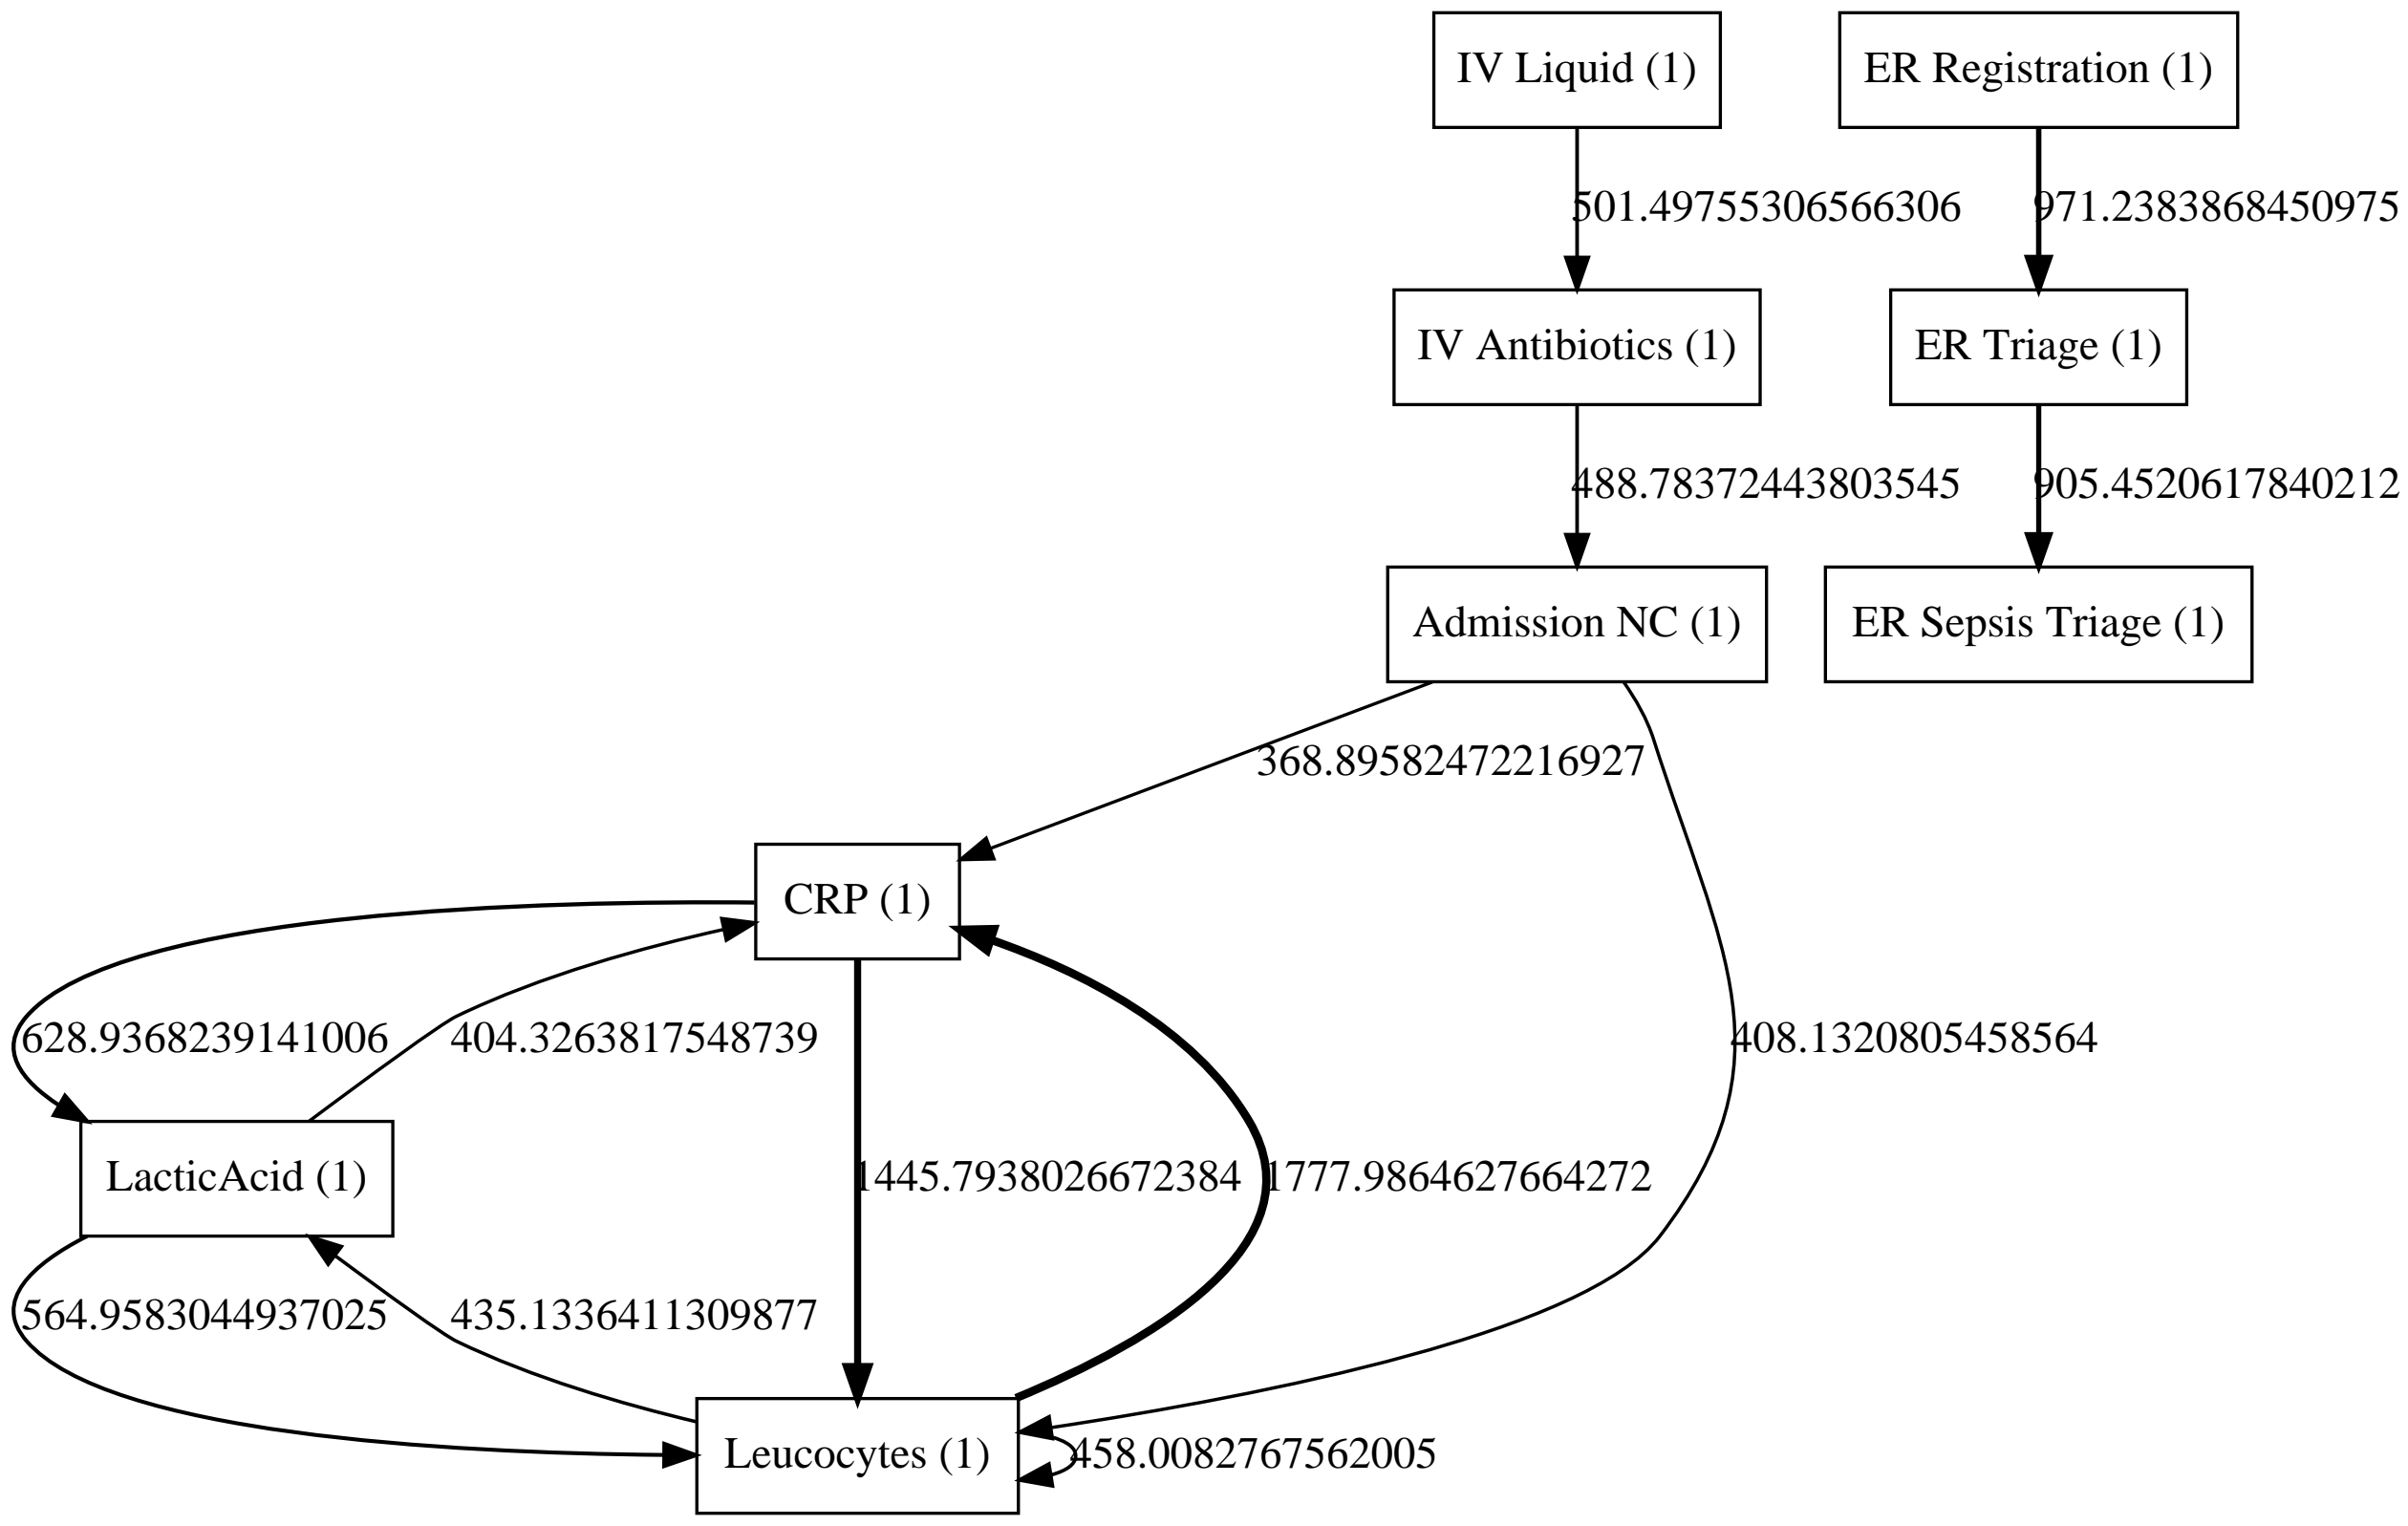 IV Liquid (1)
ER Registration (1)
501.49755306566306
971.2383868450975
IV Antibiotics (1)
ER Triage (1)
488.78372443803545
905.4520617840212
Admission NC (1)
ER Sepsis Triage (1)
368.89582472216927
CRP (1)
628.9368239141006
404.3263817548739
408.1320805458564
LacticAcid (1)
1445.7938026672384
1777.9864627664272
564.9583044937025
435.1336411309877
Leucocytes (1)
458.0082767562005